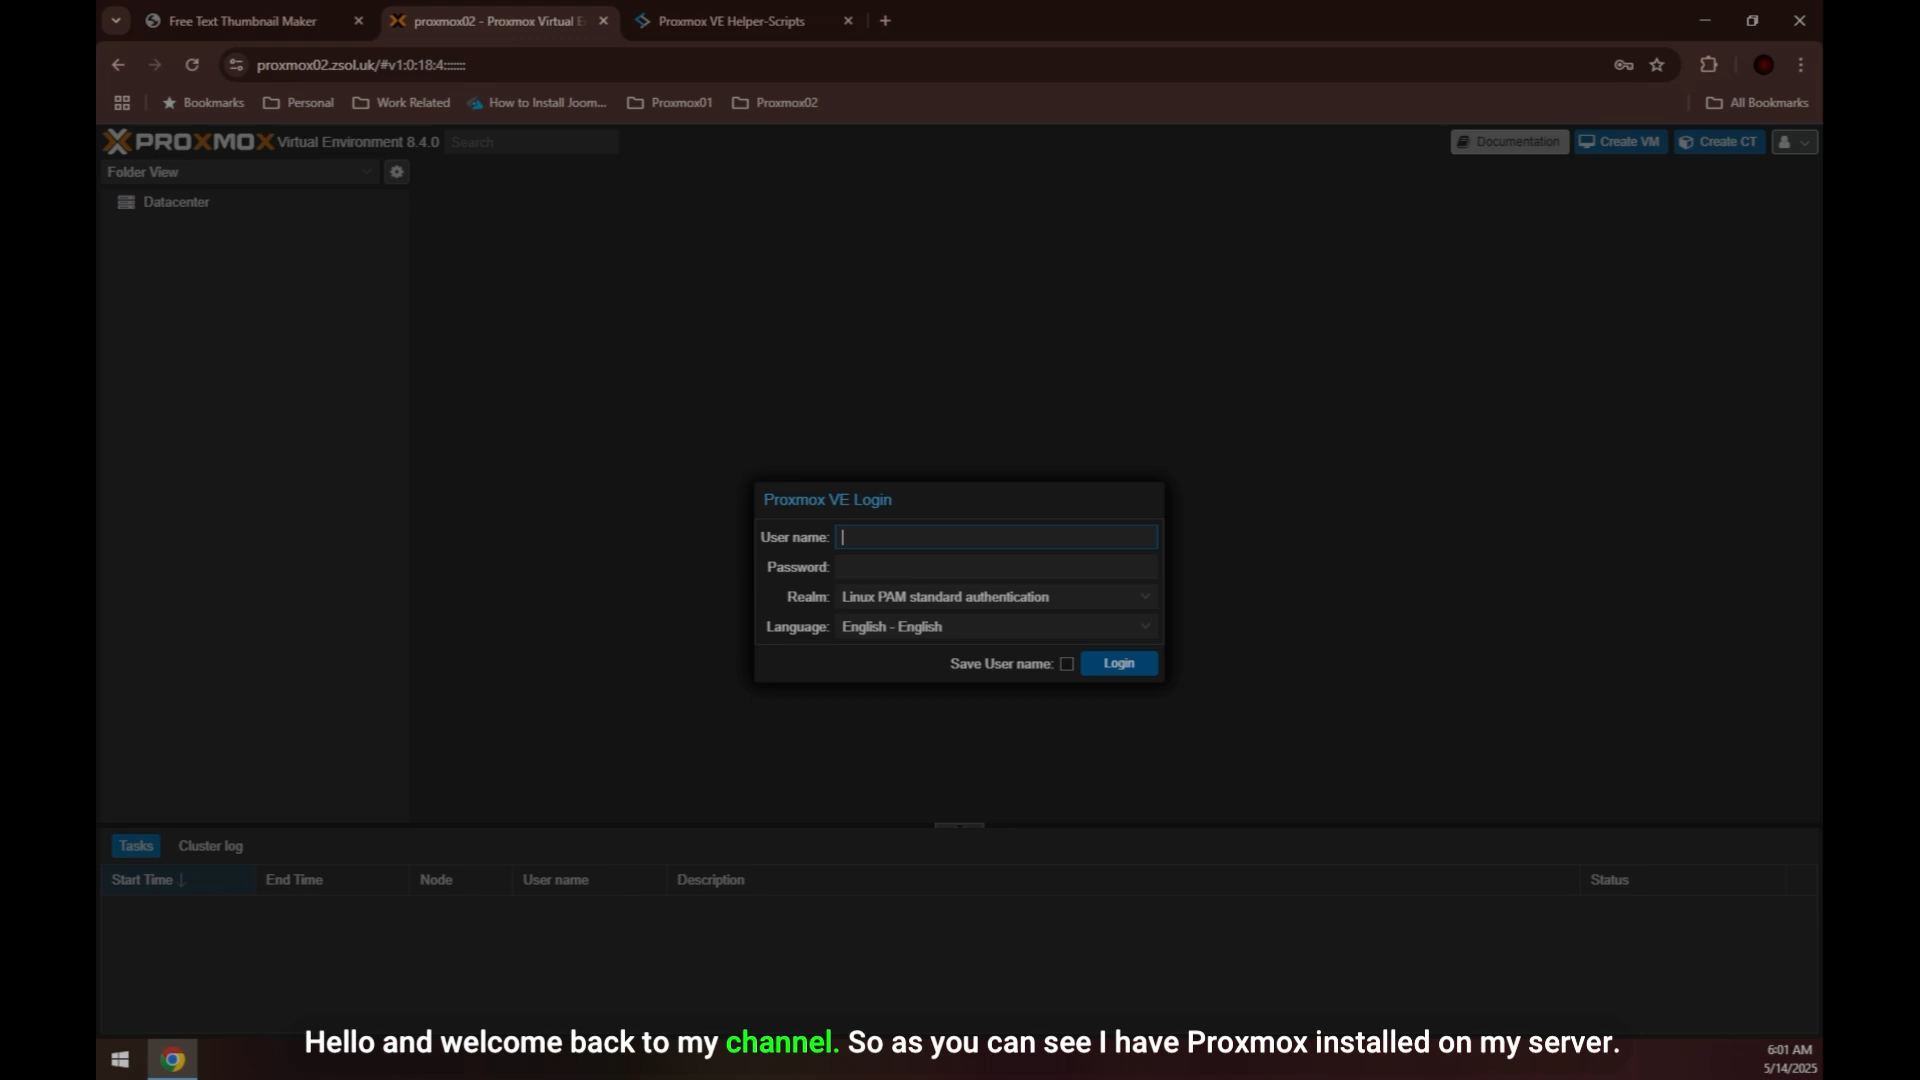 Free Text Thumbnail Maker
proxmox02 - Proxmox Virtual E
Proxmox VE Helper-Scripts
proxmox02.zsol.uk/#v1:0:18:4:::::::
Bookmarks
Personal
Work Related
How to Install Joom...
Proxmox01
Proxmox02
All Bookmarks
PROXMOX Virtual Environment 8.4.0 Search
Documentation
Create VM
Create CT
Folder View
Datacenter
Proxmox VE Login
User name:
Password:
Realm: Linux PAM standard authentication
Language: English - English
Save User name: Login
Tasks Cluster log
Start Time End Time Node User name Description Status
Hello and welcome back to my channel. So as you can see I have Proxmox installed on my server.
6:01 AM
5/14/2025